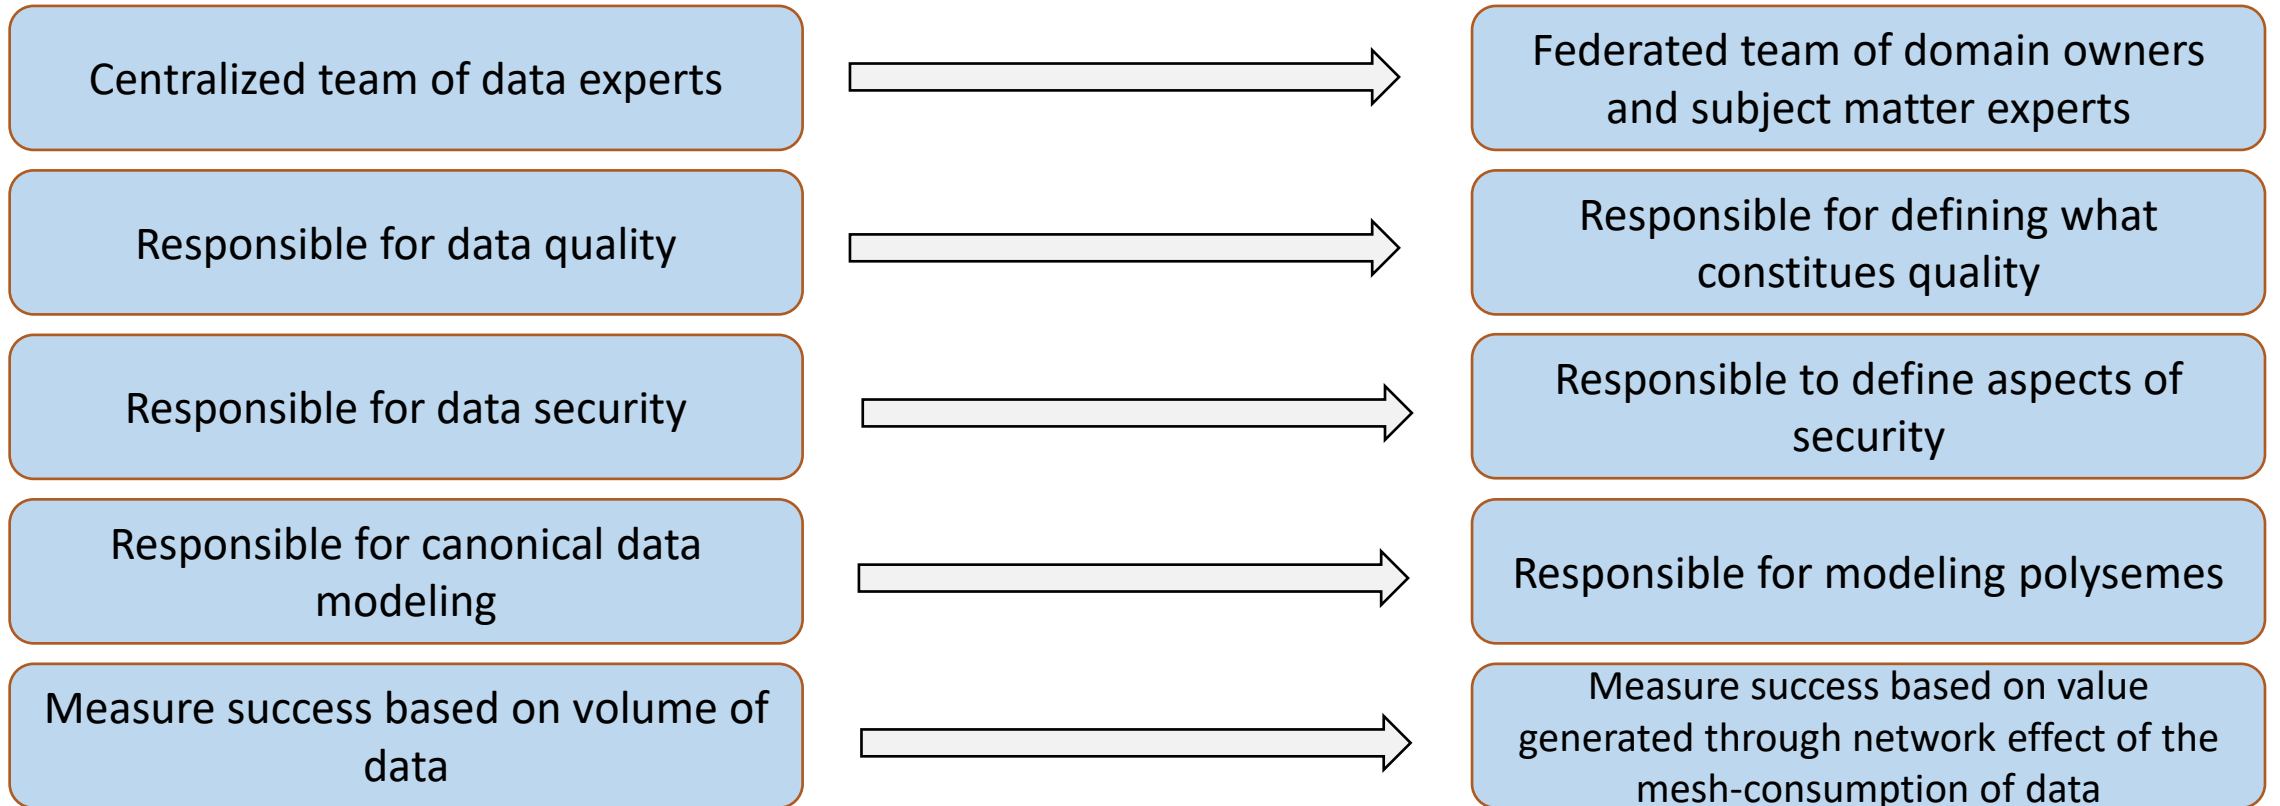 Centralized team of data experts
Federated team of domain owners
and subject matter experts
Responsible for data quality
Responsible for defining what
constitues quality
Responsible for data security
Responsible to define aspects of
security
Responsible for canonical data
modeling
Responsible for modeling polysemes
Measure success based on volume of
data
Measure success based on value
generated through network effect of the
mesh-consumption of data